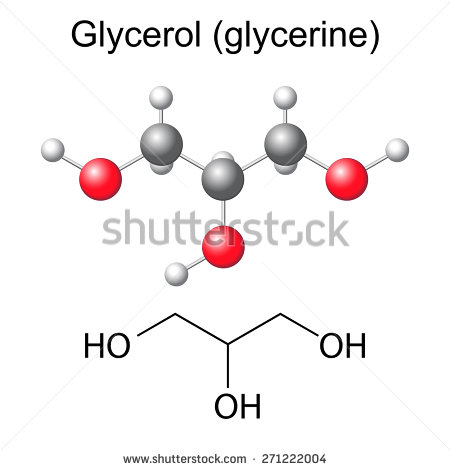 Glycerol (glycerine)
shutterstock
HO
OH
OH
www.shutterstock.com · 271222004